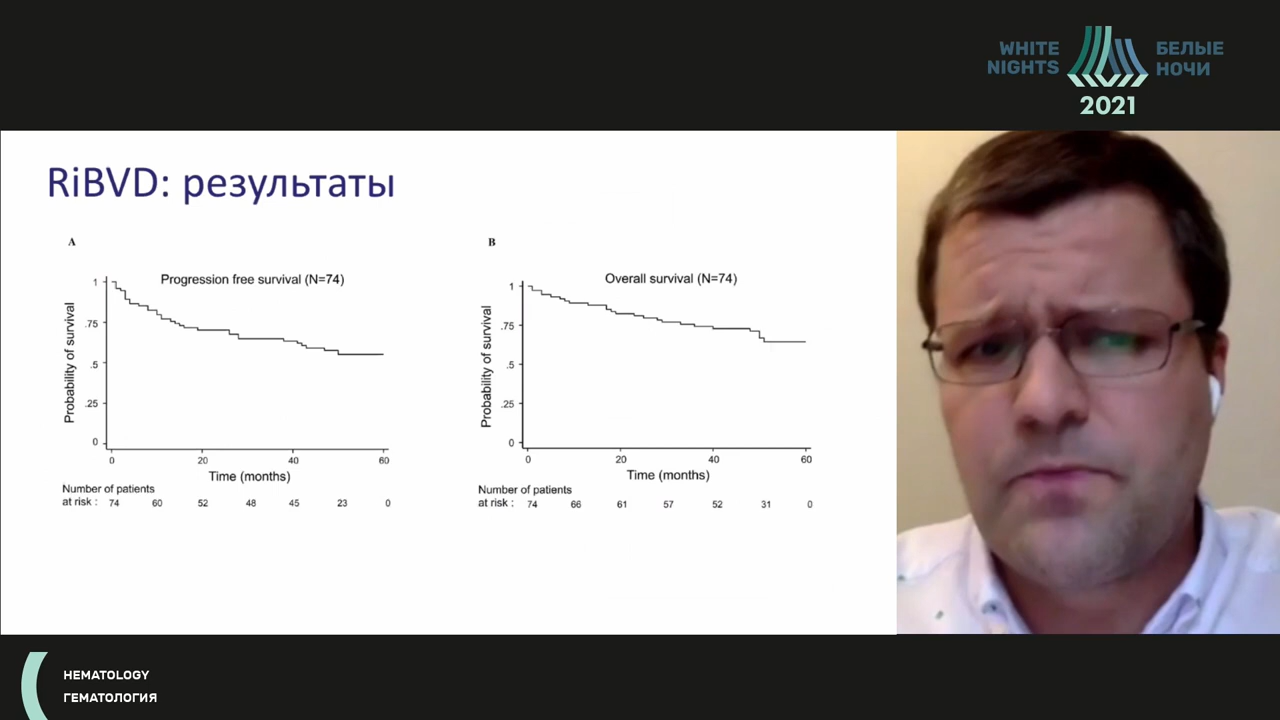 WHITE NIGHTS
БЕЛЫЕ НОЧИ
2021
RiBVD: результаты
A
Progression free survival (N=74)
Probability of survival
1
.75
.5
.25
0
0 20 40 60
Time (months)
Number of patients
at risk : 74 60 52 48 45 23 0
B
Overall survival (N=74)
Probability of survival
1
.75
.5
.25
0
0 20 40 60
Time (months)
Number of patients
at risk : 74 66 61 57 52 31 0
HEMATOLOGY
ГЕМАТОЛОГИЯ